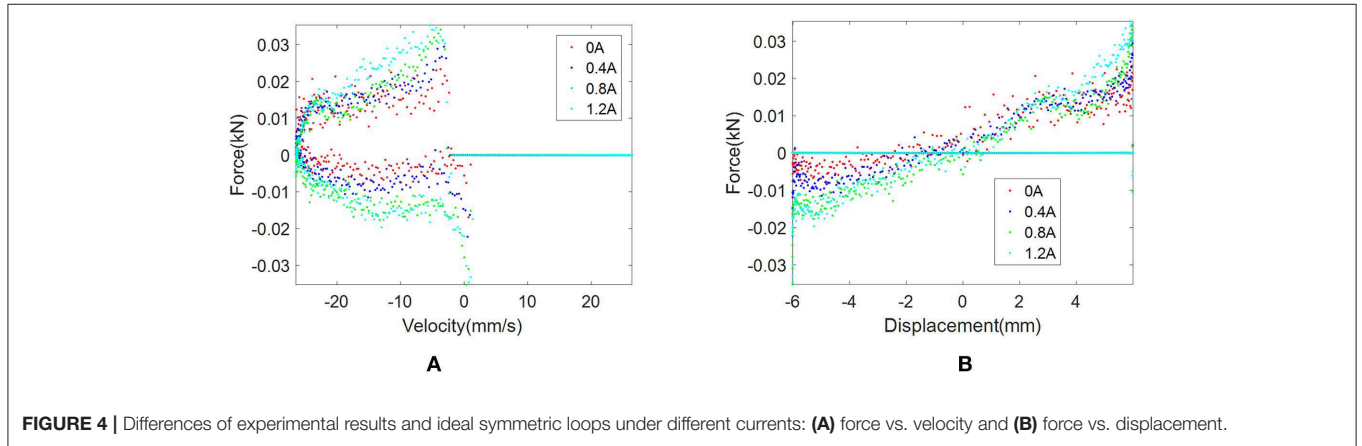 0.03
0.02
0.01
0
-0.01
-0.02
-0.03
Force(kN)
-20 -10 0 10 20
Velocity(mm/s)
0A
0.4A
0.8A
1.2A
A
0.03
0.02
0.01
0
-0.01
-0.02
-0.03
Force(kN)
-6 -4 -2 0 2 4
Displacement(mm)
0A
0.4A
0.8A
1.2A
B
FIGURE 4 | Differences of experimental results and ideal symmetric loops under different currents: (A) force vs. velocity and (B) force vs. displacement.